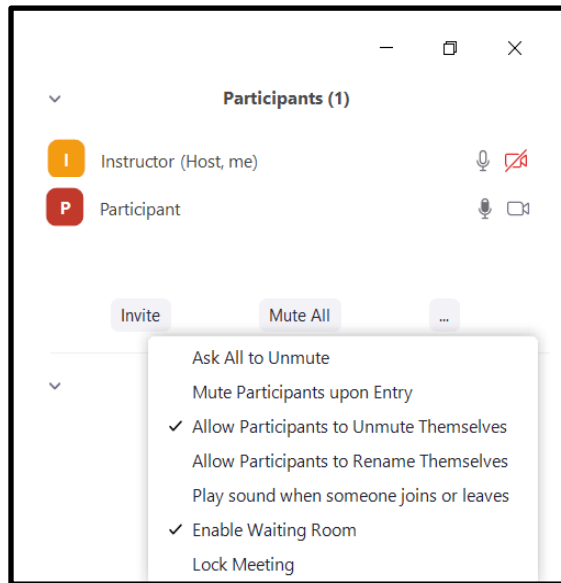 Participants (1)
I Instructor (Host, me)
P Participant
Invite Mute All ...
Ask All to Unmute
Mute Participants upon Entry
Allow Participants to Unmute Themselves
Allow Participants to Rename Themselves
Play sound when someone joins or leaves
Enable Waiting Room
Lock Meeting